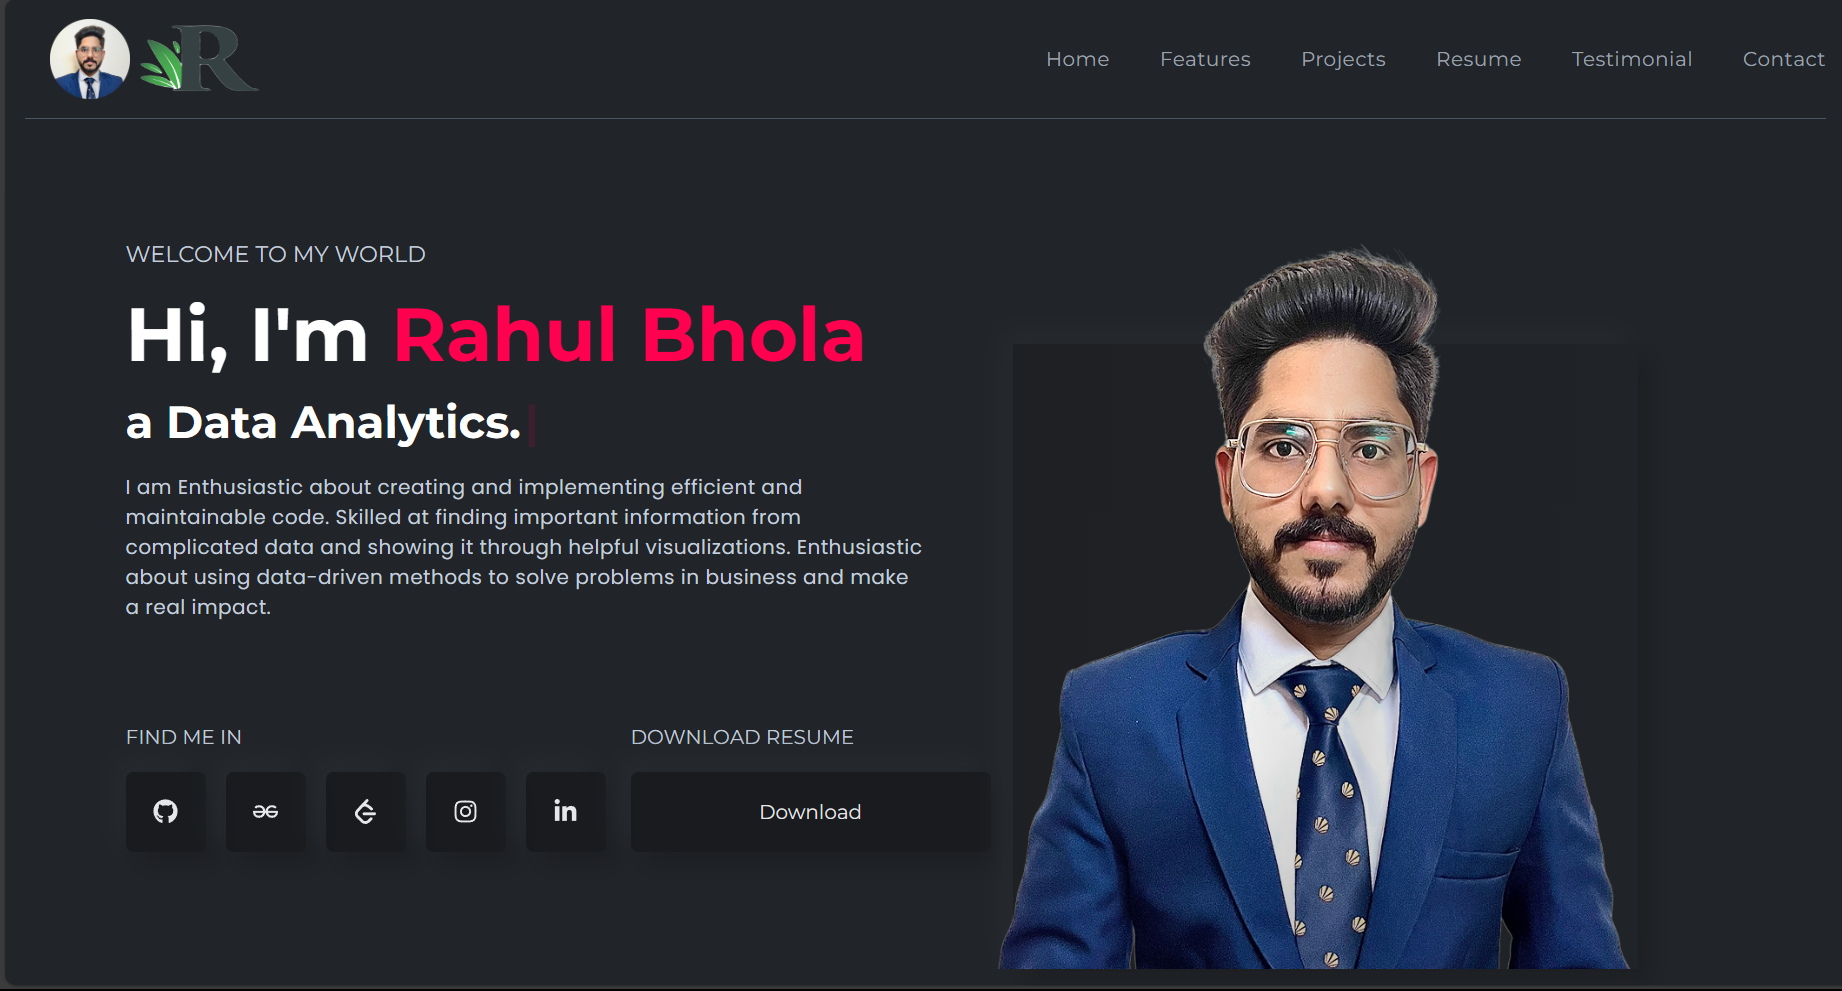 R
Home Features Projects Resume Testimonial Contact
WELCOME TO MY WORLD
Hi, I'm Rahul Bhola
a Data Analytics.
I am Enthusiastic about creating and implementing efficient and
maintainable code. Skilled at finding important information from
complicated data and showing it through helpful visualizations. Enthusiastic
about using data-driven methods to solve problems in business and make
a real impact.
FIND ME IN
DOWNLOAD RESUME
in
Download